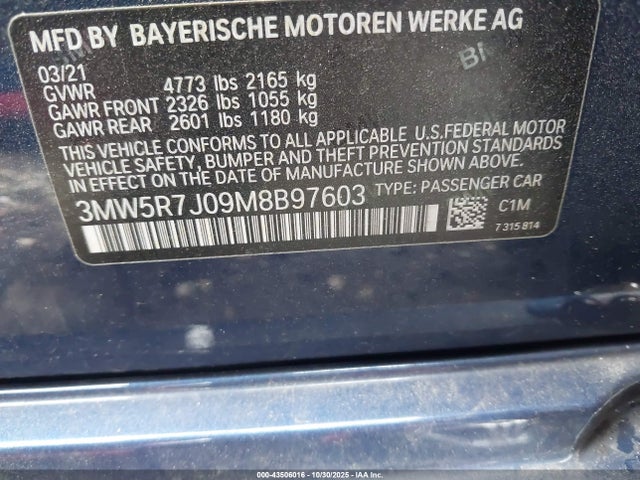 MFD BY BAYERISCHE MOTOREN WERKE AG
03/21
GVWR 4773 lbs 2165 kg
GAWR FRONT 2326 lbs 1055 kg
GAWR REAR 2601 lbs 1180 kg
THIS VEHICLE CONFORMS TO ALL APPLICABLE U.S.FEDERAL MOTOR
VEHICLE SAFETY, BUMPER AND THEFT PREVENTION STANDARDS
IN EFFECT ON THE DATE OF MANUFACTURE SHOWN ABOVE.
3MW5R7J09M8B97603 TYPE: PASSENGER CAR
C1M
7315814
000-43506016 - 10/30/2025 - IAA Inc.